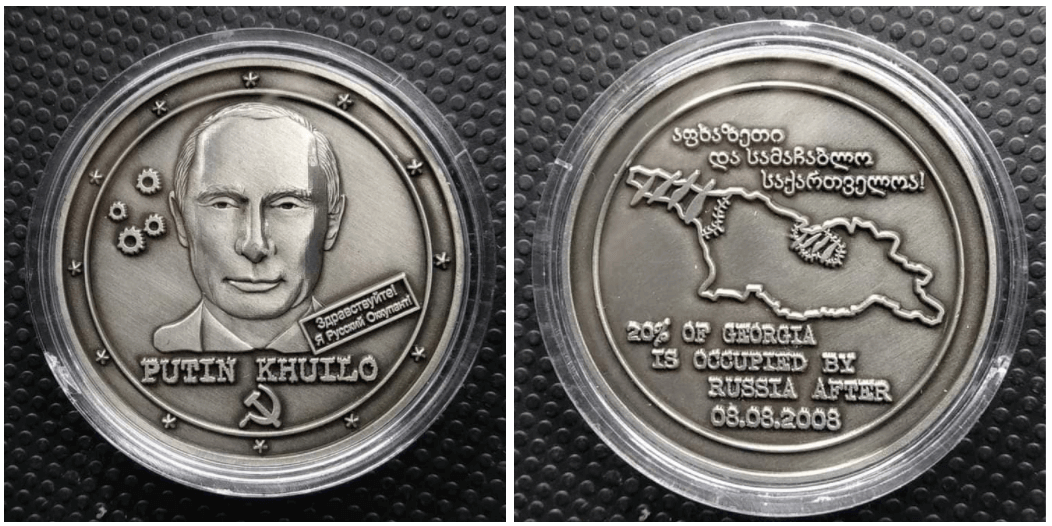 Здравствуйте!
Я Русский Оккупант!
PUTIN KHUILO
აფხაზეთი
და სამაჩაბლო
საქართველოა!
20% OF GEORGIA
IS OCCUPIED BY
RUSSIA AFTER
08.08.2008